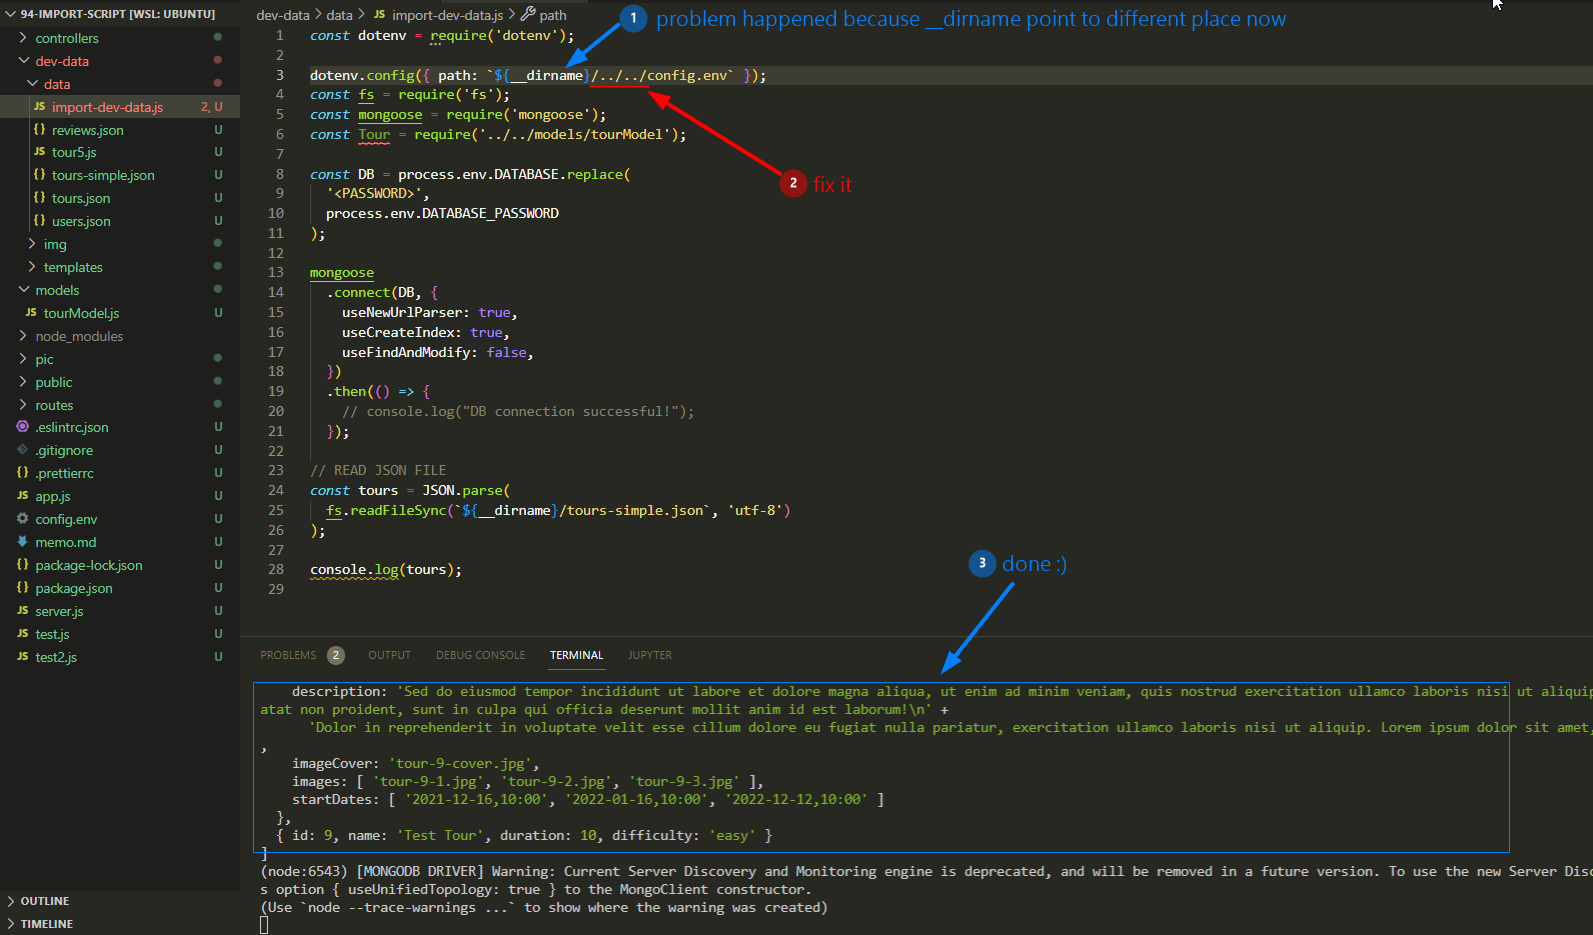 94-IMPORT-SCRIPT [WSL: UBUNTU]
controllers
dev-data
data
JS import-dev-data.js 2, U
{} reviews.json U
JS tour5.js U
{} tours-simple.json U
{} tours.json U
{} users.json U
img
templates
models
JS tourModel.js U
node_modules
pic
public
routes
.eslintrc.json U
.gitignore U
{} .prettierrc U
JS app.js U
config.env U
memo.md U
{} package-lock.json U
{} package.json U
JS server.js U
JS test.js U
JS test2.js U
OUTLINE
TIMELINE
dev-data > data > JS import-dev-data.js > path
1 problem happened because __dirname point to different place now
1 const dotenv = require('dotenv');
2
3 dotenv.config({ path: `${__dirname}/../../config.env` });
4 const fs = require('fs');
5 const mongoose = require('mongoose');
6 const Tour = require('../../models/tourModel');
7
2 fix it
8 const DB = process.env.DATABASE.replace(
9 '<PASSWORD>',
10 process.env.DATABASE_PASSWORD
11 );
12
13 mongoose
14 .connect(DB, {
15 useNewUrlParser: true,
16 useCreateIndex: true,
17 useFindAndModify: false,
18 })
19 .then(() => {
20 // console.log("DB connection successful!");
21 });
22
23 // READ JSON FILE
24 const tours = JSON.parse(
25 fs.readFileSync(`${__dirname}/tours-simple.json`, 'utf-8')
26 );
27
28 console.log(tours);
29
3 done :)
PROBLEMS 2 OUTPUT DEBUG CONSOLE TERMINAL JUPYTER
description: 'Sed do eiusmod tempor incididunt ut labore et dolore magna aliqua, ut enim ad minim veniam, quis nostrud exercitation ullamco laboris nisi ut aliquip
atat non proident, sunt in culpa qui officia deserunt mollit anim id est laborum!\n' +
'Dolor in reprehenderit in voluptate velit esse cillum dolore eu fugiat nulla pariatur, exercitation ullamco laboris nisi ut aliquip. Lorem ipsum dolor sit amet,
,
imageCover: 'tour-9-cover.jpg',
images: [ 'tour-9-1.jpg', 'tour-9-2.jpg', 'tour-9-3.jpg' ],
startDates: [ '2021-12-16,10:00', '2022-01-16,10:00', '2022-12-12,10:00' ]
},
{ id: 9, name: 'Test Tour', duration: 10, difficulty: 'easy' }
]
(node:6543) [MONGODB DRIVER] Warning: Current Server Discovery and Monitoring engine is deprecated, and will be removed in a future version. To use the new Server Disc
s option { useUnifiedTopology: true } to the MongoClient constructor.
(Use `node --trace-warnings ...` to show where the warning was created)